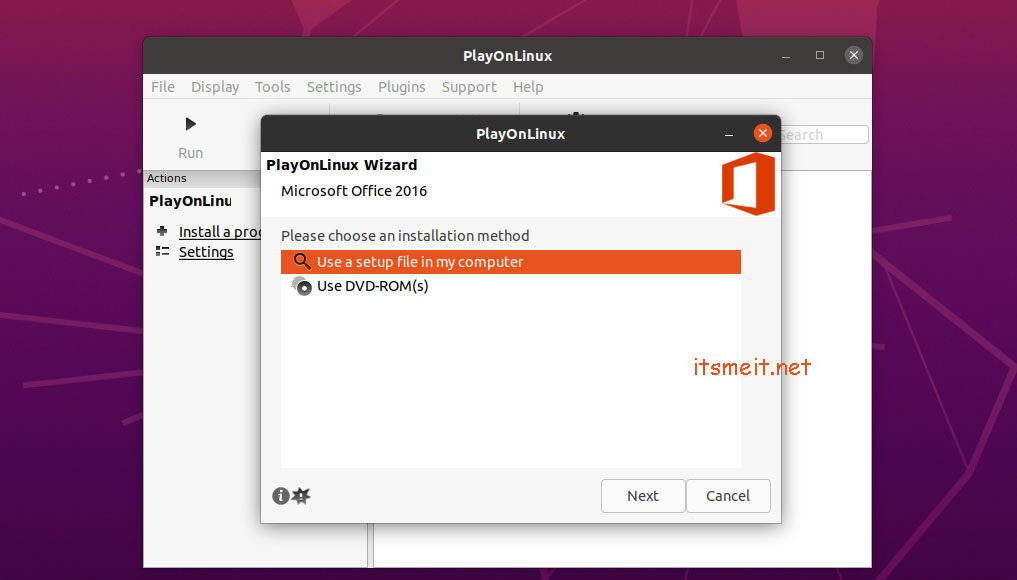 PlayOnLinux
File Display Tools Settings Plugins Support Help
Run
Search
Actions
PlayOnLinu
Install a pro
Settings
PlayOnLinux
PlayOnLinux Wizard
Microsoft Office 2016
Please choose an installation method
Use a setup file in my computer
Use DVD-ROM(s)
itsmeit.net
Next Cancel